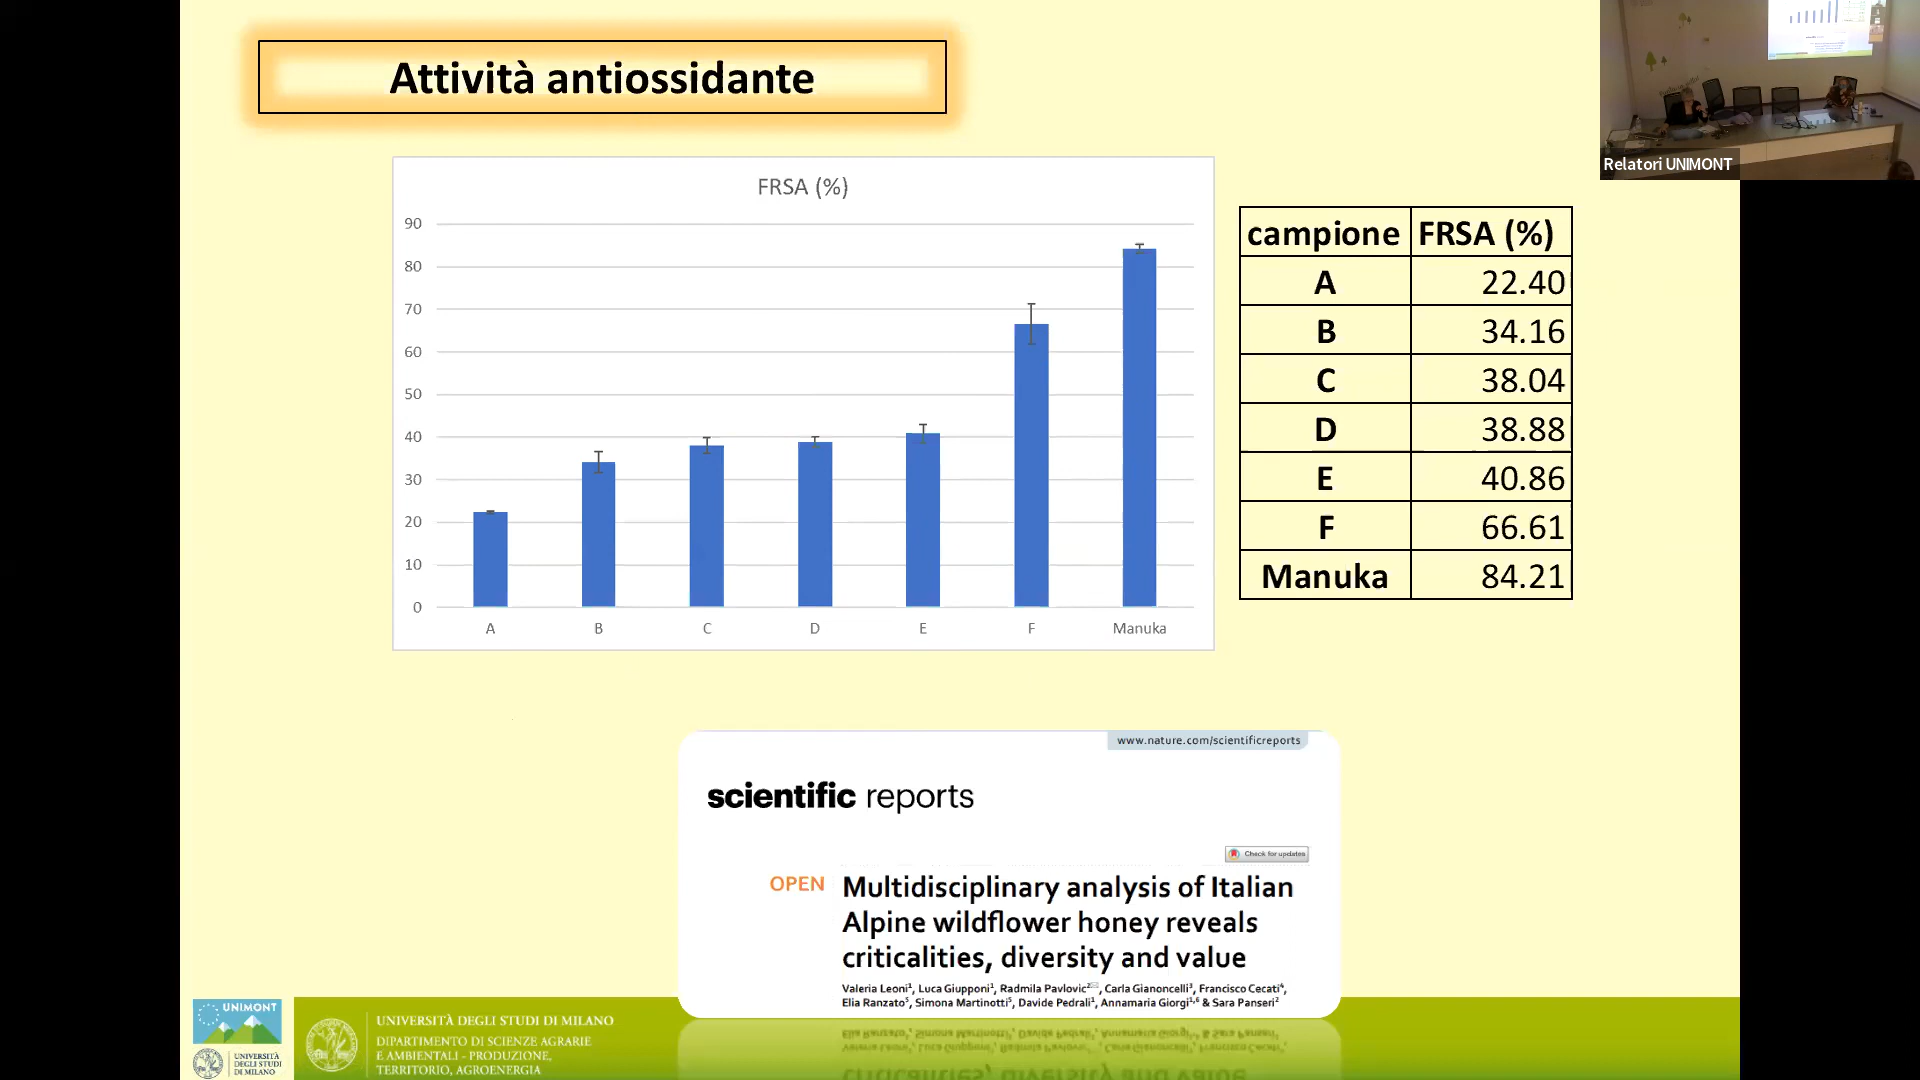 Attività antiossidante
Relatori UNIMONT
FRSA (%)
90
80
70
60
50
40
30
20
10
0
A B C D E F Manuka
campione FRSA (%)
A 22.40
B 34.16
C 38.04
D 38.88
E 40.86
F 66.61
Manuka 84.21
www.nature.com/scientificreports
scientific reports
Check for updates
OPEN Multidisciplinary analysis of Italian
Alpine wildflower honey reveals
criticalities, diversity and value
Valeria Leoni¹, Luca Giupponi¹, Radmila Pavlovic²✉, Carla Gianoncelli³, Francisco Cecati⁴,
Elia Ranzato⁵, Simona Martinotti⁵, Davide Pedrali¹, Annamaria Giorgi¹,⁶ & Sara Panseri²
UNIMONT
UNIVERSITÀ
DEGLI STUDI
DI MILANO
UNIVERSITÀ DEGLI STUDI DI MILANO
DIPARTIMENTO DI SCIENZE AGRARIE
E AMBIENTALI - PRODUZIONE,
TERRITORIO, AGROENERGIA